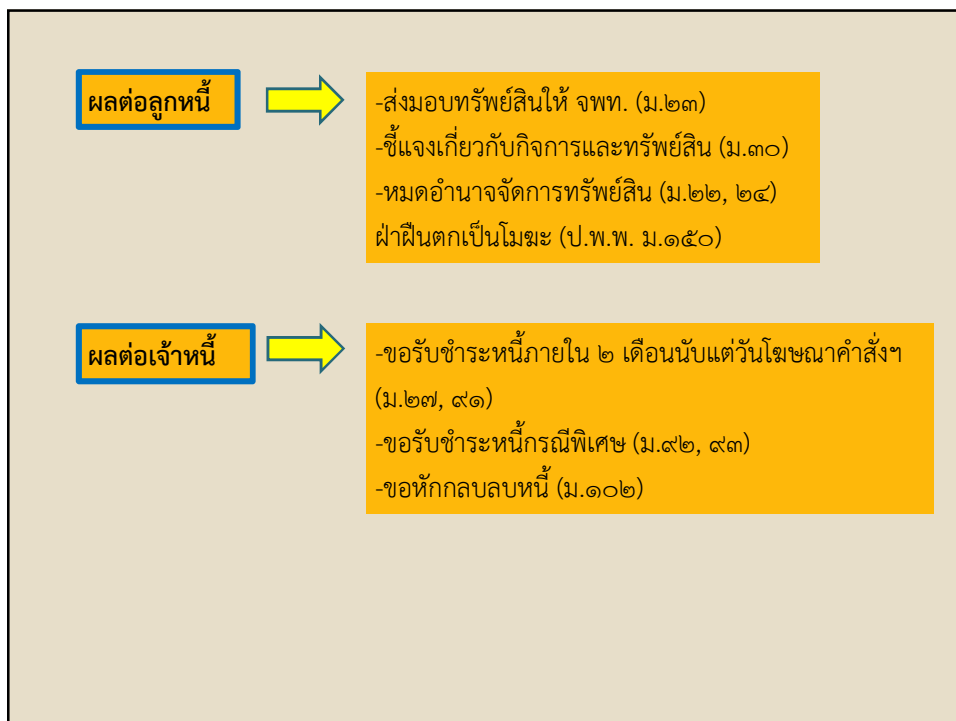 ผลต่อลูกหนี้
-ส่งมอบทรัพย์สินให้ จพท. (ม.๒๓)
-ชี้แจงเกี่ยวกับกิจการและทรัพย์สิน (ม.๓๐)
-หมดอำนาจจัดการทรัพย์สิน (ม.๒๒, ๒๔)
ฝ่าฝืนตกเป็นโมฆะ (ป.พ.พ. ม.๑๕๐)
ผลต่อเจ้าหนี้
-ขอรับชำระหนี้ภายใน ๒ เดือนนับแต่วันโฆษณาคำสั่งฯ
(ม.๒๗, ๙๑)
-ขอรับชำระหนี้กรณีพิเศษ (ม.๙๒, ๙๓)
-ขอหักกลบลบหนี้ (ม.๑๐๒)